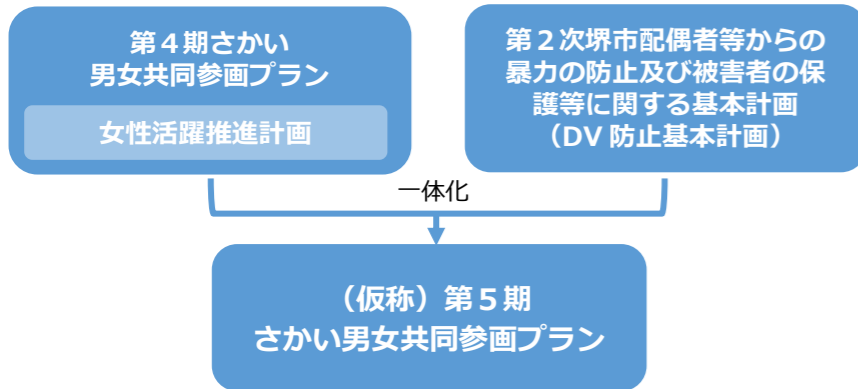 第４期さかい
男女共同参画プラン
女性活躍推進計画
第２次堺市配偶者等からの
暴力の防止及び被害者の保
護等に関する基本計画
（DV 防止基本計画）
一体化
（仮称）第５期
さかい男女共同参画プラン